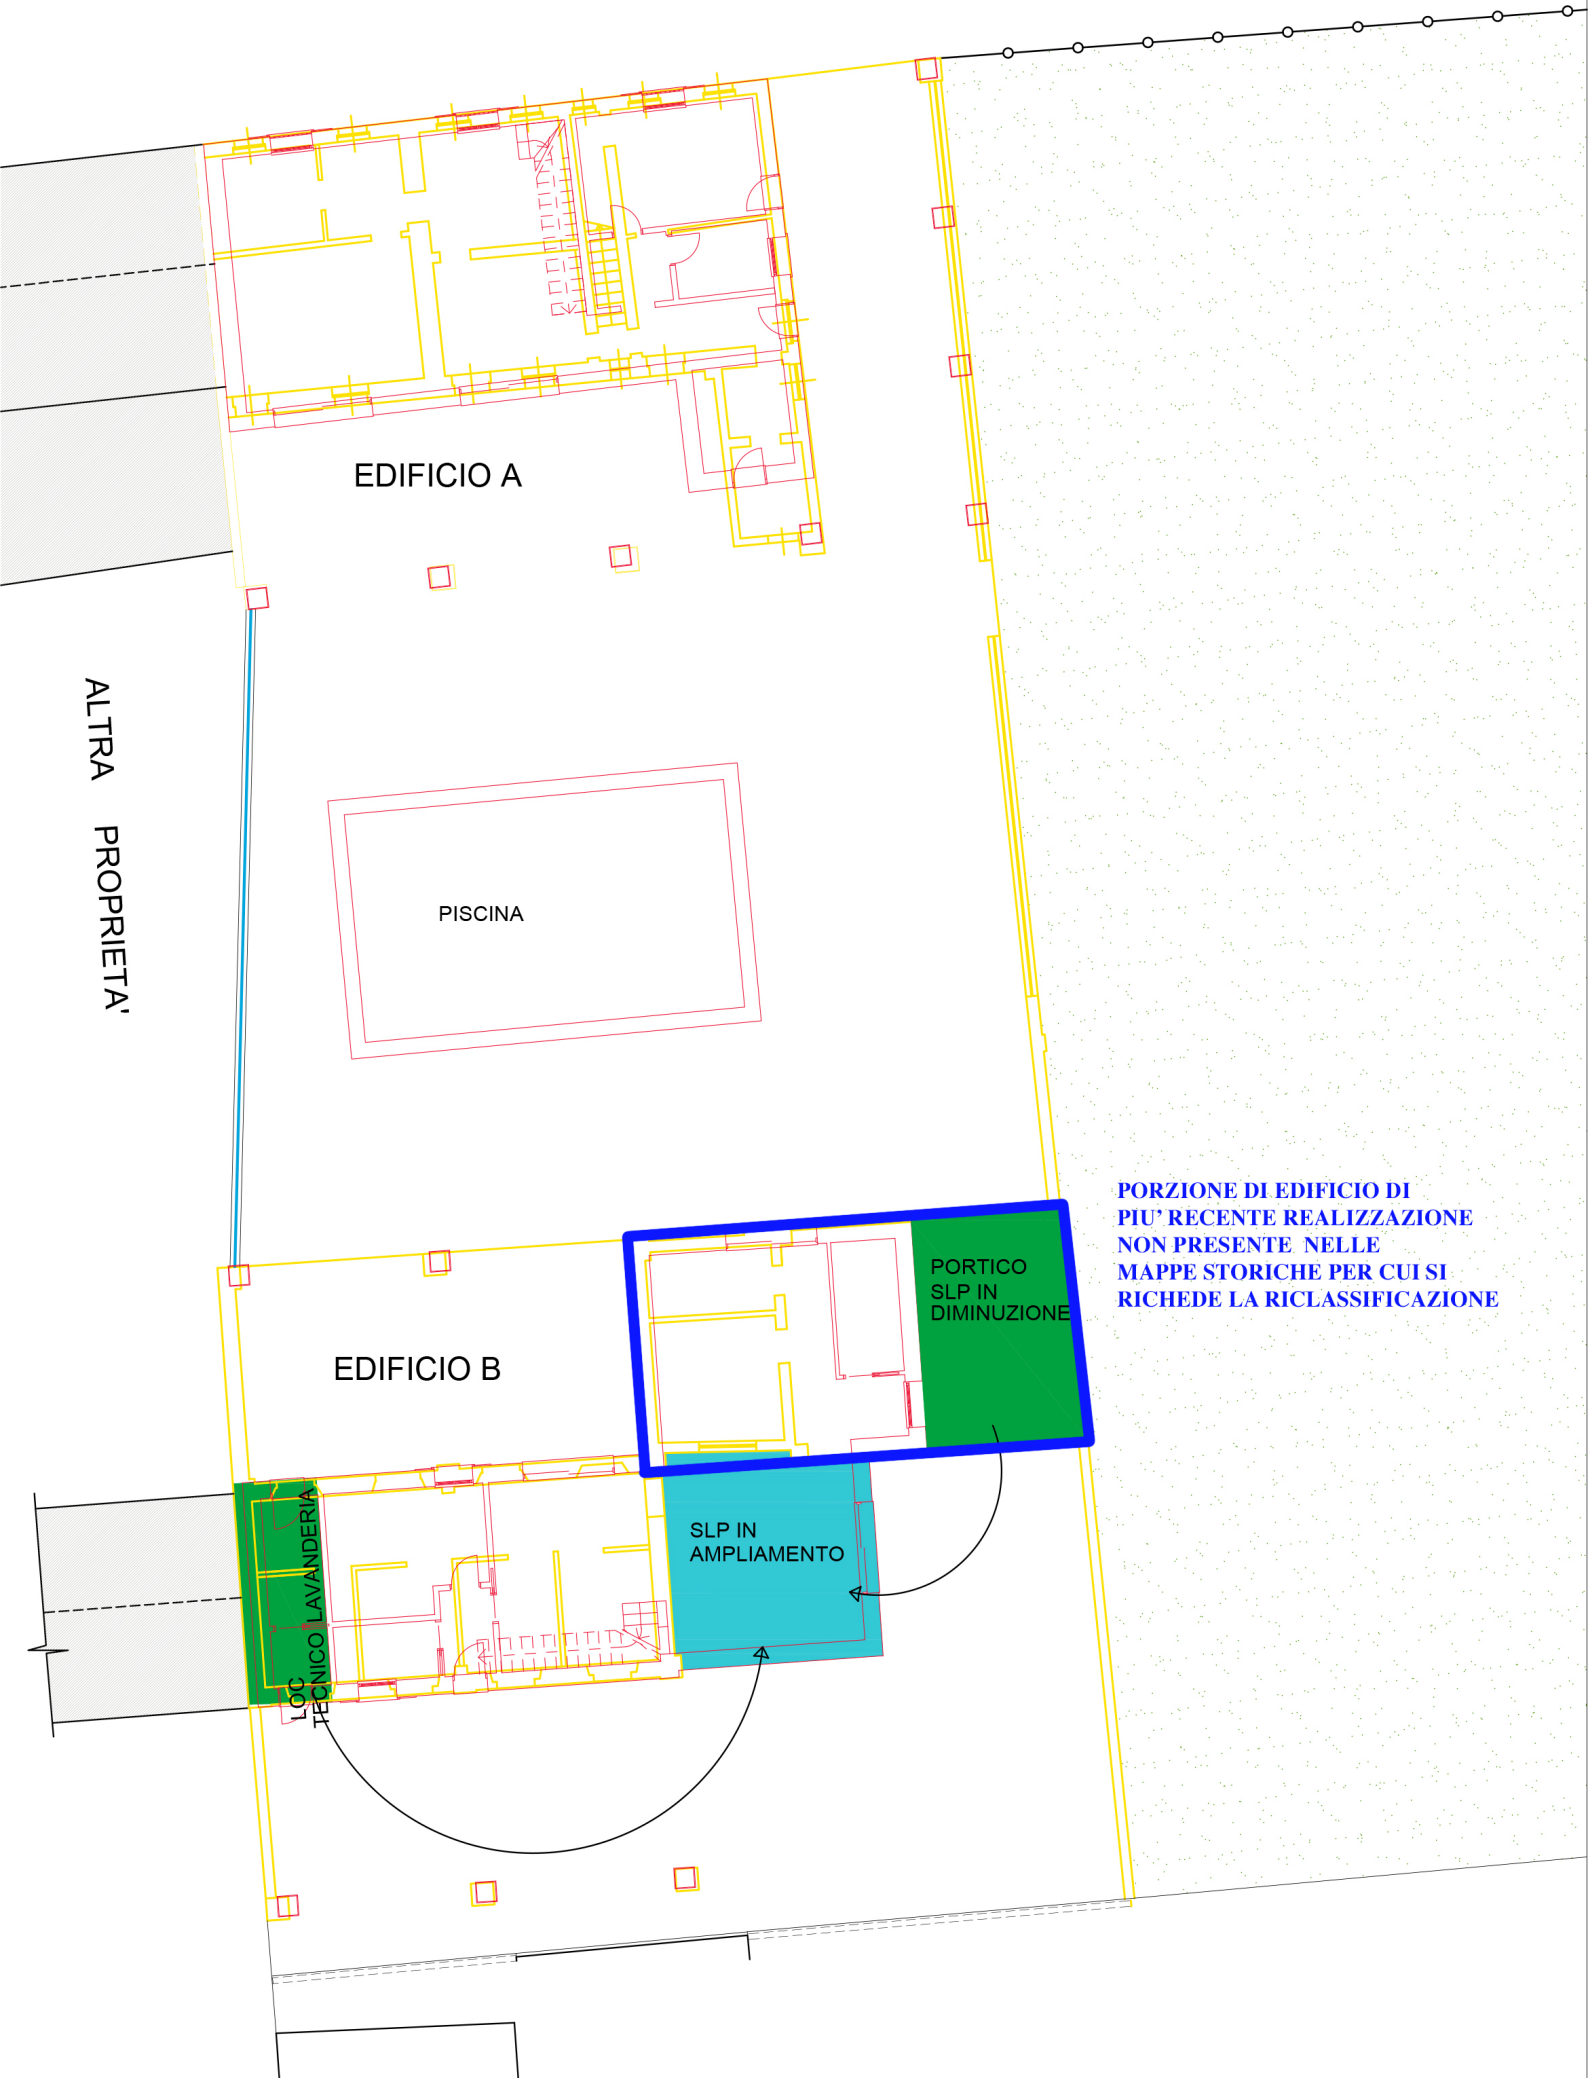 EDIFICIO A
ALTRA PROPRIETA'
PISCINA
PORZIONE DI EDIFICIO DI
PIU' RECENTE REALIZZAZIONE
NON PRESENTE NELLE
MAPPE STORICHE PER CUI SI
RICHEDE LA RICLASSIFICAZIONE
PORTICO
SLP IN
DIMINUZIONE
EDIFICIO B
SLP IN
AMPLIAMENTO
LOC
TECNICO LAVANDERIA